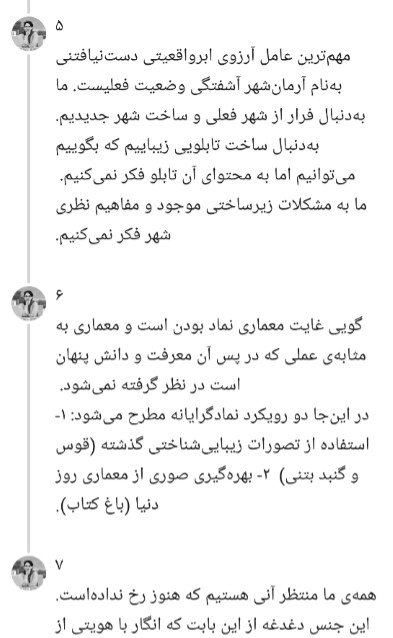 ۵
مهم‌ترین عامل آرزوی ابرواقعیتی دست‌نیافتنی
به‌نام آرمان‌شهر آشفتگی وضعیت فعلیست. ما
به‌دنبال فرار از شهر فعلی و ساخت شهر جدیدیم.
به‌دنبال ساخت تابلویی زیباییم که بگوییم
می‌توانیم اما به محتوای آن تابلو فکر نمی‌کنیم.
ما به مشکلات زیرساختی موجود و مفاهیم نظری
شهر فکر نمی‌کنیم.
۶
گویی غایت معماری نماد بودن است و معماری به
مثابه‌ی عملی که در پس آن معرفت و دانش پنهان
است در نظر گرفته نمی‌شود.
در این‌جا دو رویکرد نمادگرایانه مطرح می‌شود: ۱-
استفاده از تصورات زیبایی‌شناختی گذشته (قوس
و گنبد بتنی) ۲- بهره‌گیری صوری از معماری روز
دنیا (باغ کتاب).
۷
همه‌ی ما منتظر آنی هستیم که هنوز رخ نداده‌است.
این جنس دغدغه از این بابت که انگار با هویتی از